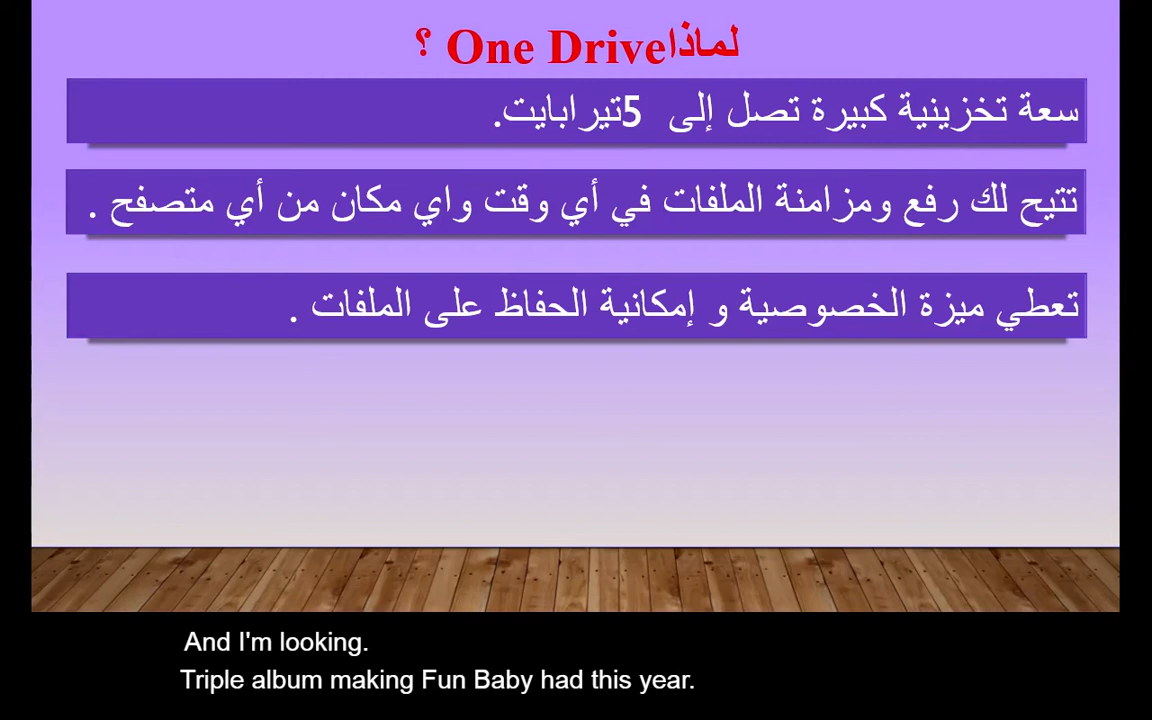 لماذا One Drive ؟
سعة تخزينية كبيرة تصل إلى 5تيرابايت.
تتيح لك رفع ومزامنة الملفات في أي وقت واي مكان من أي متصفح .
تعطي ميزة الخصوصية و إمكانية الحفاظ على الملفات .
And I'm looking.
Triple album making Fun Baby had this year.